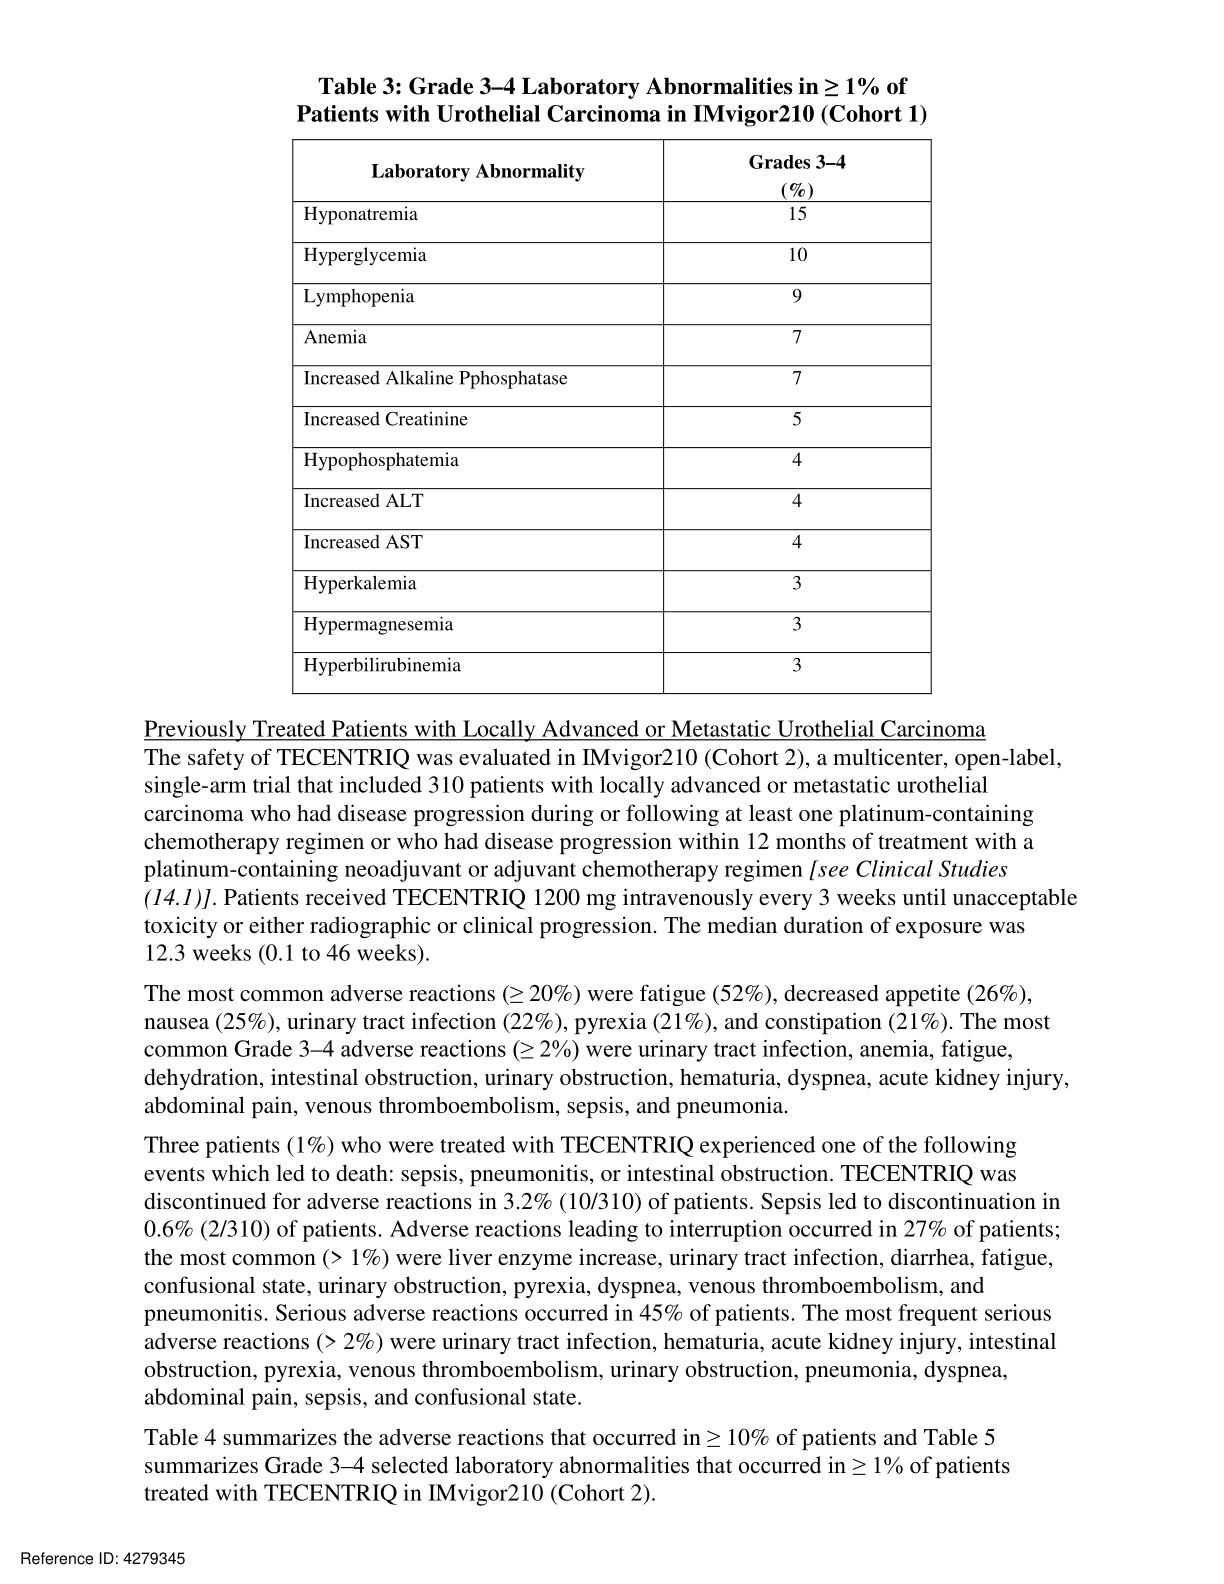 Table 3: Grade 3–4 Laboratory Abnormalities in ≥ 1% of
Patients with Urothelial Carcinoma in IMvigor210 (Cohort 1)
Laboratory Abnormality Grades 3–4
(%)
Hyponatremia 15
Hyperglycemia 10
Lymphopenia 9
Anemia 7
Increased Alkaline Pphosphatase 7
Increased Creatinine 5
Hypophosphatemia 4
Increased ALT 4
Increased AST 4
Hyperkalemia 3
Hypermagnesemia 3
Hyperbilirubinemia 3
Previously Treated Patients with Locally Advanced or Metastatic Urothelial Carcinoma
The safety of TECENTRIQ was evaluated in IMvigor210 (Cohort 2), a multicenter, open-label,
single-arm trial that included 310 patients with locally advanced or metastatic urothelial
carcinoma who had disease progression during or following at least one platinum-containing
chemotherapy regimen or who had disease progression within 12 months of treatment with a
platinum-containing neoadjuvant or adjuvant chemotherapy regimen [see Clinical Studies
(14.1)]. Patients received TECENTRIQ 1200 mg intravenously every 3 weeks until unacceptable
toxicity or either radiographic or clinical progression. The median duration of exposure was
12.3 weeks (0.1 to 46 weeks).
The most common adverse reactions (≥ 20%) were fatigue (52%), decreased appetite (26%),
nausea (25%), urinary tract infection (22%), pyrexia (21%), and constipation (21%). The most
common Grade 3–4 adverse reactions (≥ 2%) were urinary tract infection, anemia, fatigue,
dehydration, intestinal obstruction, urinary obstruction, hematuria, dyspnea, acute kidney injury,
abdominal pain, venous thromboembolism, sepsis, and pneumonia.
Three patients (1%) who were treated with TECENTRIQ experienced one of the following
events which led to death: sepsis, pneumonitis, or intestinal obstruction. TECENTRIQ was
discontinued for adverse reactions in 3.2% (10/310) of patients. Sepsis led to discontinuation in
0.6% (2/310) of patients. Adverse reactions leading to interruption occurred in 27% of patients;
the most common (> 1%) were liver enzyme increase, urinary tract infection, diarrhea, fatigue,
confusional state, urinary obstruction, pyrexia, dyspnea, venous thromboembolism, and
pneumonitis. Serious adverse reactions occurred in 45% of patients. The most frequent serious
adverse reactions (> 2%) were urinary tract infection, hematuria, acute kidney injury, intestinal
obstruction, pyrexia, venous thromboembolism, urinary obstruction, pneumonia, dyspnea,
abdominal pain, sepsis, and confusional state.
Table 4 summarizes the adverse reactions that occurred in ≥ 10% of patients and Table 5
summarizes Grade 3–4 selected laboratory abnormalities that occurred in ≥ 1% of patients
treated with TECENTRIQ in IMvigor210 (Cohort 2).
Reference ID: 4279345